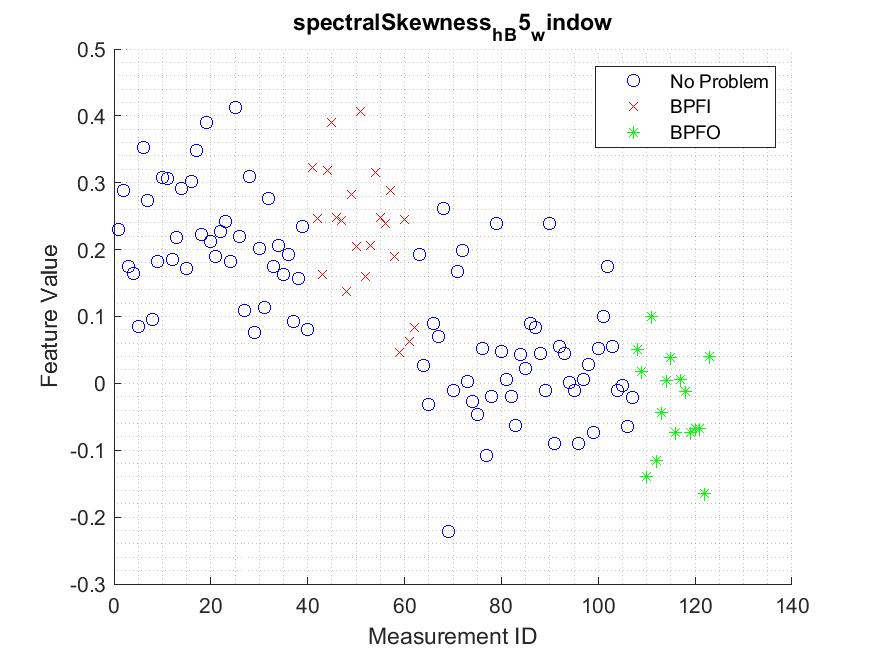 spectralSkewness_hB5_window
0.5
0.4
0.3
0.2
0.1
0
-0.1
-0.2
-0.3
Feature Value
No Problem
BPFI
BPFO
0 20 40 60 80 100 120 140
Measurement ID